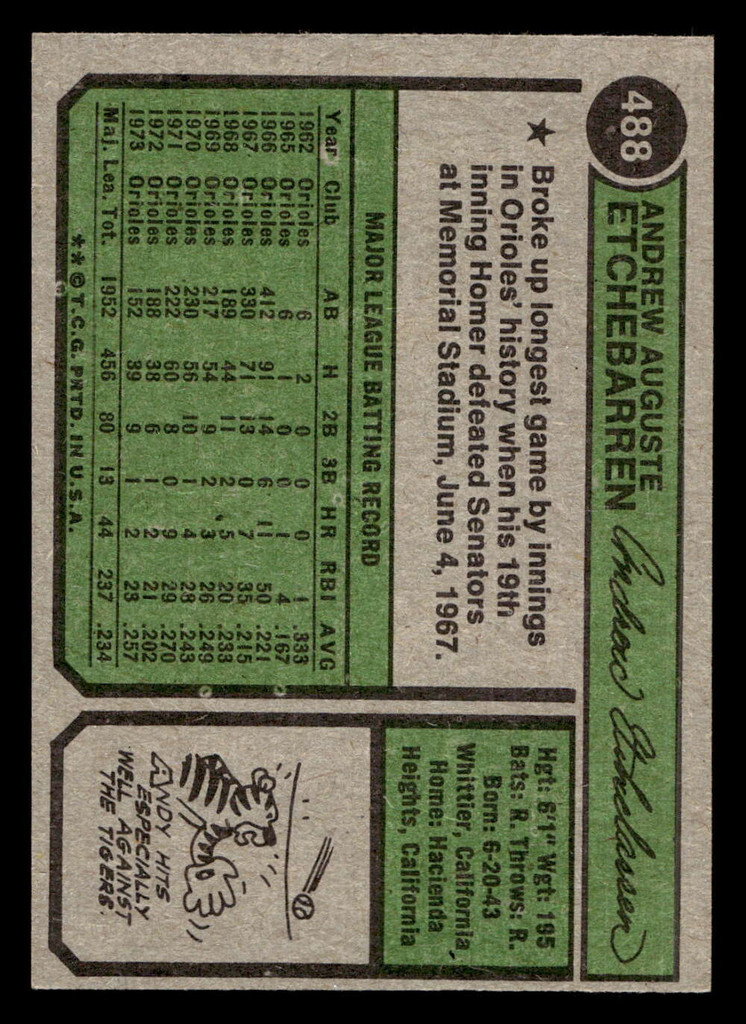 488
ANDREW AUGUSTE
ETCHEBARREN Andrew Etchebarren
★ Broke up longest game by innings
in Orioles' history when his 19th
inning Homer defeated Senators
at Memorial Stadium, June 4, 1967.
MAJOR LEAGUE BATTING RECORD
Year Club AB H 2B 3B HR RBI AVG
1962 Orioles 6 2 0 0 0 1 .333
1965 Orioles 6 1 0 0 1 4 .167
1966 Orioles 412 91 14 6 11 50 .221
1967 Orioles 330 71 13 0 7 35 .215
1968 Orioles 189 44 11 2 5 20 .233
1969 Orioles 217 54 9 2 3 26 .249
1970 Orioles 230 56 10 1 4 28 .243
1971 Orioles 222 60 8 0 9 29 .270
1972 Orioles 188 38 6 1 2 21 .202
1973 Orioles 152 39 9 1 2 23 .257
Maj. Lea. Tot. 1952 456 80 13 44 237 .234
**© T.C.G. PRTD. IN U.S.A.
Hgt: 6'1" Wgt: 195
Bats: R. Throws: R.
Born: 6-20-43
Whittier, California,
Home: Hacienda
Heights, California
ANDY HITS
ESPECIALLY
WELL AGAINST
THE TIGERS.